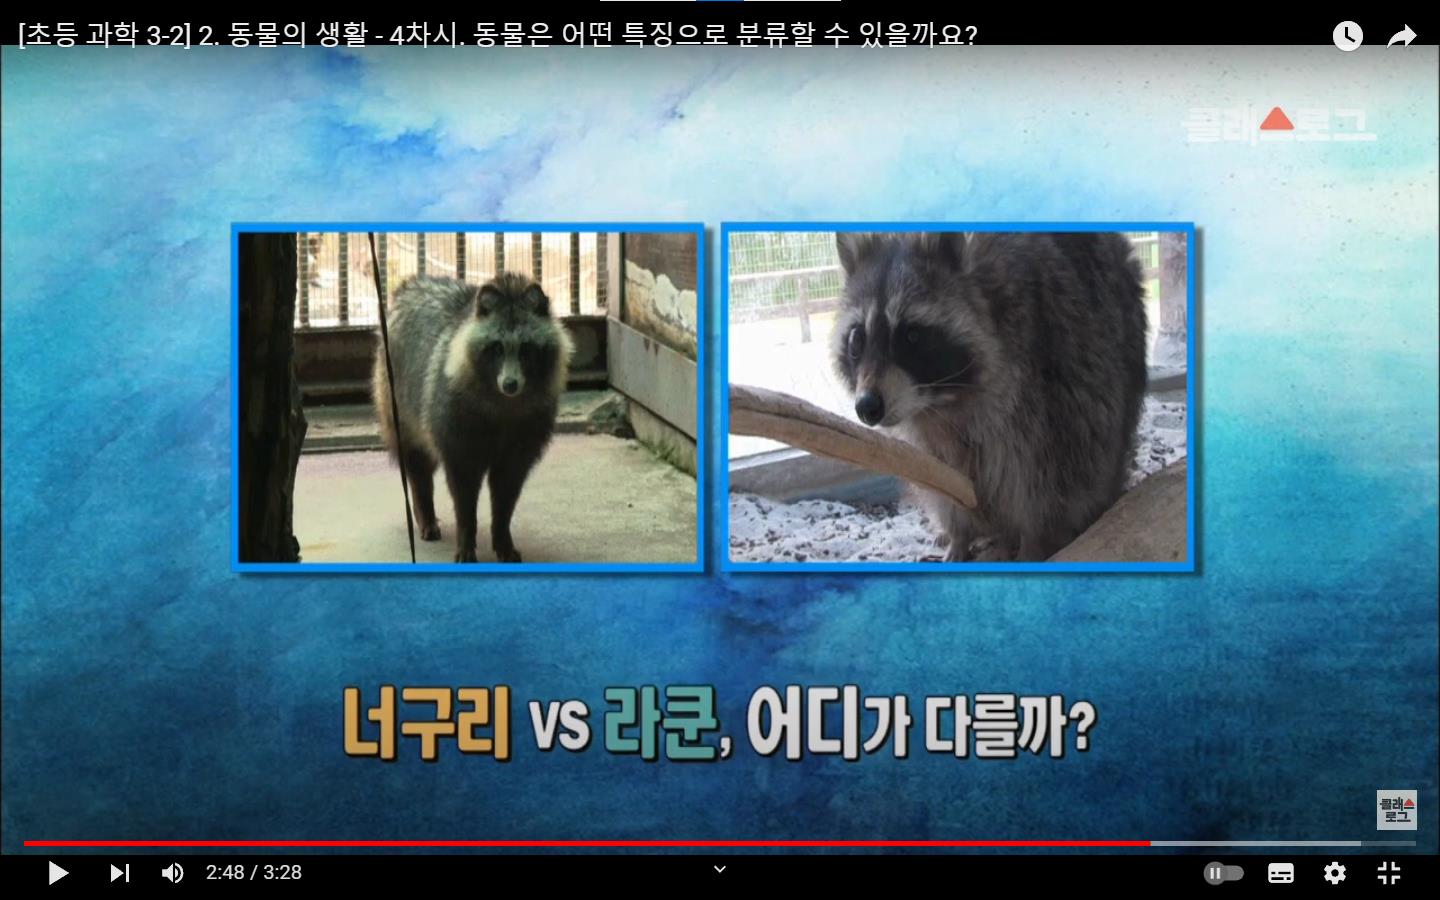 [초등 과학 3-2] 2. 동물의 생활 - 4차시. 동물은 어떤 특징으로 분류할 수 있을까요?
클래스로그
너구리 VS 라쿤, 어디가 다를까?
클래스
로그
2:48 / 3:28